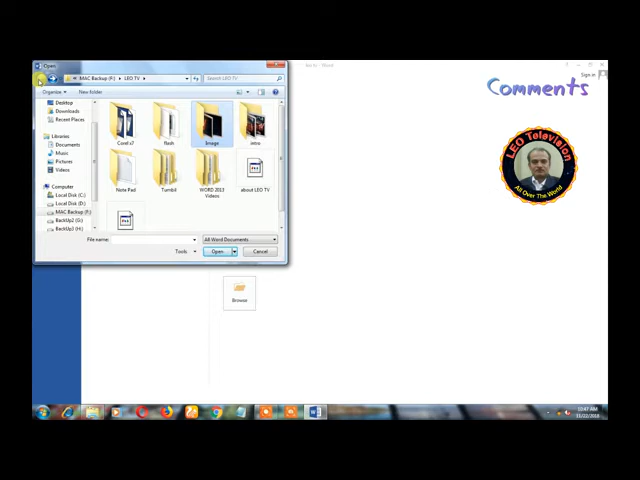 Open
MAC Backup (F:) ▸ LEO TV ▸
Search LEO TV
Sign in
Comments
Organize
New folder
Desktop
Downloads
Recent Places
Libraries
Documents
Music
Pictures
Videos
Computer
Local Disk (C:)
Local Disk (D:)
MAC Backup (F:)
BackUp2 (G:)
BackUp3 (H:)
Corel x7
flash
Image
intro
Note Pad
Tumbil
WORD 2013 Videos
about LEO TV
LEO Television
All Over The World
File name:
All Word Documents
Tools
Open
Cancel
Browse
10:47 AM
11/22/2018